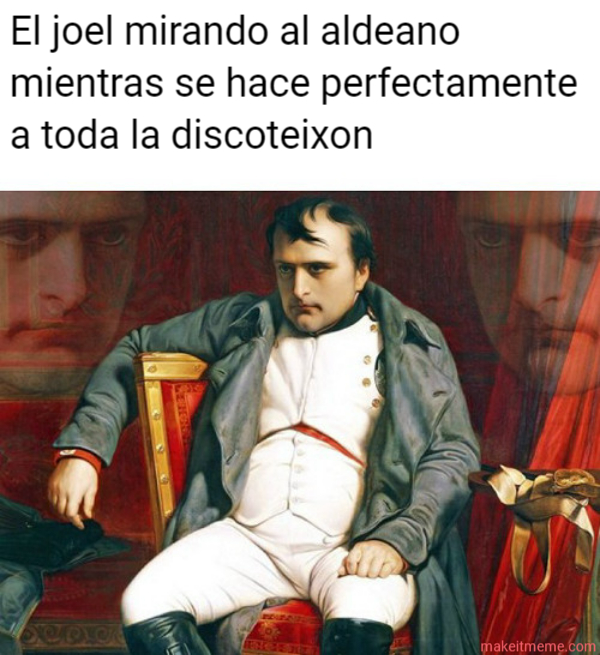 El joel mirando al aldeano
mientras se hace perfectamente
a toda la discoteixon
makeitmeme.com